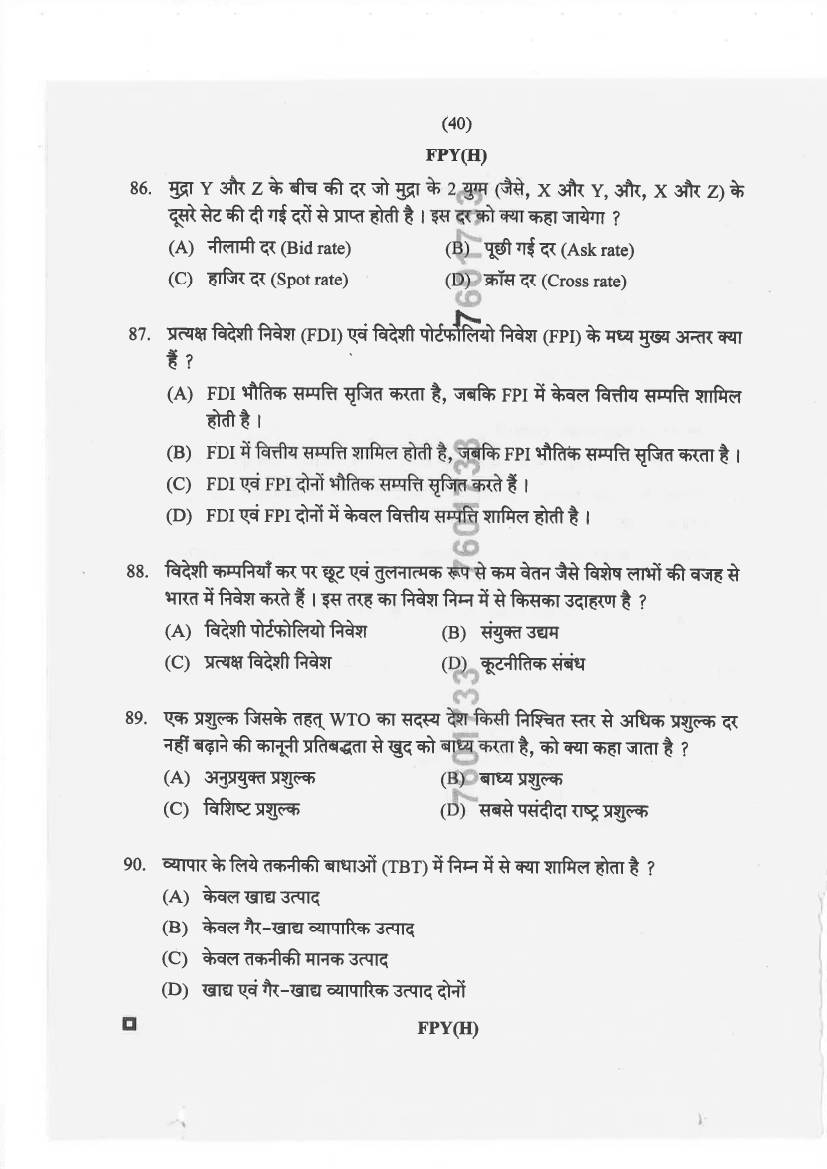 (40)
FPY(H)
86. मुद्रा Y और Z के बीच की दर जो मुद्रा के 2 युग्म (जैसे, X और Y, और, X और Z) के
दूसरे सेट की दी गई दरों से प्राप्त होती है । इस दर को क्या कहा जायेगा ?
(A) नीलामी दर (Bid rate) (B) पूछी गई दर (Ask rate)
(C) हाजिर दर (Spot rate) (D) क्रॉस दर (Cross rate)
7601733
87. प्रत्यक्ष विदेशी निवेश (FDI) एवं विदेशी पोर्टफोलियो निवेश (FPI) के मध्य मुख्य अन्तर क्या
हैं ?
(A) FDI भौतिक सम्पत्ति सृजित करता है, जबकि FPI में केवल वित्तीय सम्पत्ति शामिल
होती है ।
(B) FDI में वित्तीय सम्पत्ति शामिल होती है, जबकि FPI भौतिक सम्पत्ति सृजित करता है ।
(C) FDI एवं FPI दोनों भौतिक सम्पत्ति सृजित करते हैं ।
(D) FDI एवं FPI दोनों में केवल वित्तीय सम्पत्ति शामिल होती है ।
7601733
88. विदेशी कम्पनियाँ कर पर छूट एवं तुलनात्मक रूप से कम वेतन जैसे विशेष लाभों की वजह से
भारत में निवेश करते हैं । इस तरह का निवेश निम्न में से किसका उदाहरण है ?
(A) विदेशी पोर्टफोलियो निवेश (B) संयुक्त उद्यम
(C) प्रत्यक्ष विदेशी निवेश (D) कूटनीतिक संबंध
7601733
89. एक प्रशुल्क जिसके तहत् WTO का सदस्य देश किसी निश्चित स्तर से अधिक प्रशुल्क दर
नहीं बढ़ाने की कानूनी प्रतिबद्धता से खुद को बाध्य करता है, को क्या कहा जाता है ?
(A) अनुप्रयुक्त प्रशुल्क (B) बाध्य प्रशुल्क
(C) विशिष्ट प्रशुल्क (D) सबसे पसंदीदा राष्ट्र प्रशुल्क
90. व्यापार के लिये तकनीकी बाधाओं (TBT) में निम्न में से क्या शामिल होता है ?
(A) केवल खाद्य उत्पाद
(B) केवल गैर-खाद्य व्यापारिक उत्पाद
(C) केवल तकनीकी मानक उत्पाद
(D) खाद्य एवं गैर-खाद्य व्यापारिक उत्पाद दोनों
FPY(H)